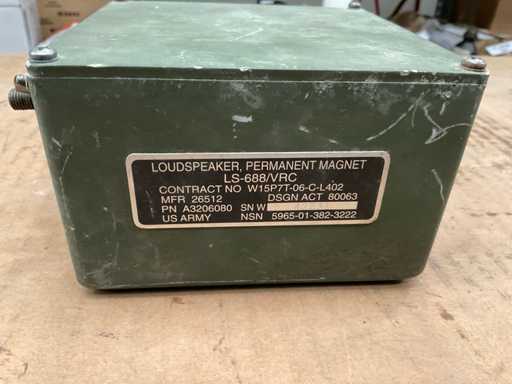 LOUDSPEAKER, PERMANENT MAGNET
LS-688/VRC
CONTRACT NO W15P7T-06-C-L402
MFR 26512 DSGN ACT 80063
PN A3206080 SN W
US ARMY NSN 5965-01-382-3222